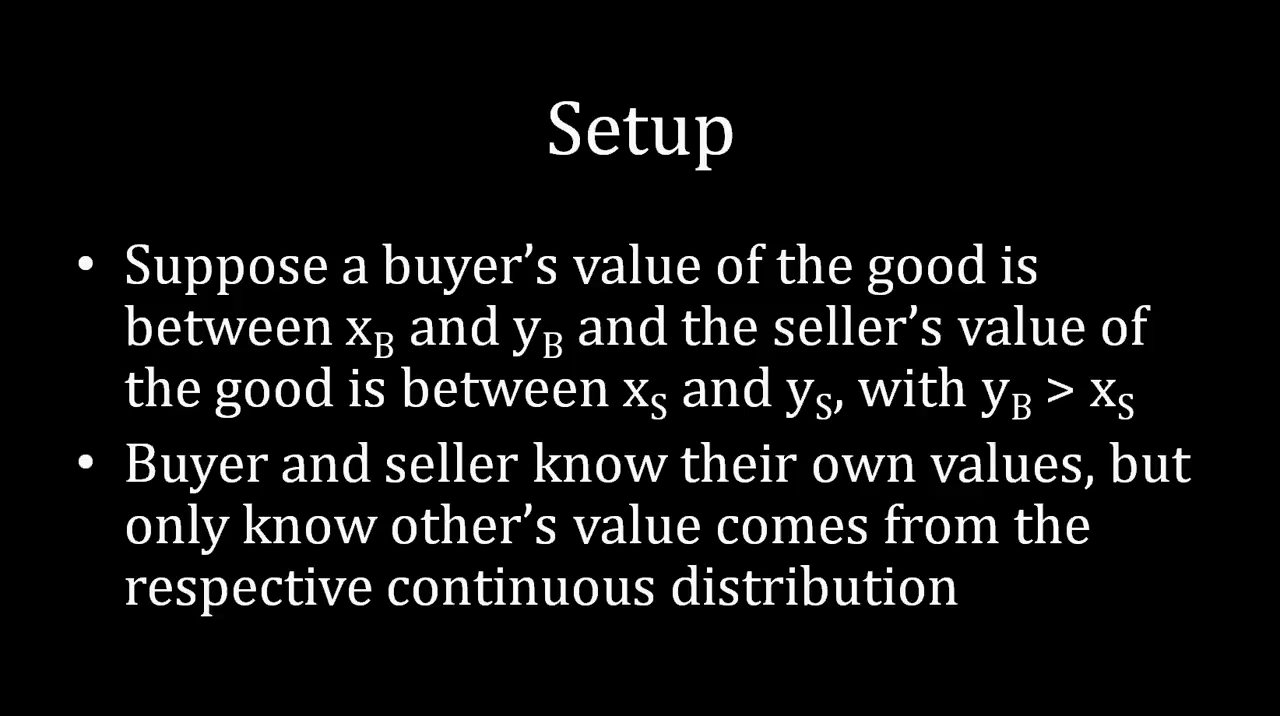 Setup
• Suppose a buyer’s value of the good is
between x_B and y_B and the seller’s value of
the good is between x_S and y_S, with y_B > x_S
• Buyer and seller know their own values, but
only know other’s value comes from the
respective continuous distribution